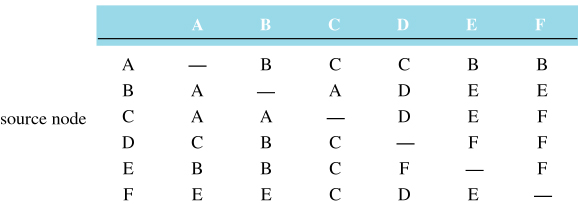 A B C D E F
A — B C C B B
B A — A D E E
source node C A A — D E F
D C B C — F F
E B B C F — F
F E E C D E —